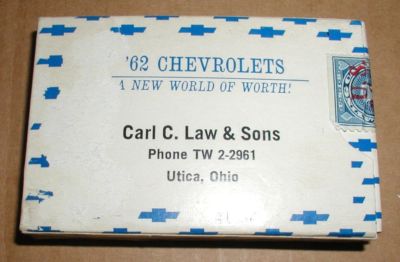 '62 CHEVROLETS
A NEW WORLD OF WORTH!
Carl C. Law & Sons
Phone TW 2-2961
Utica, Ohio